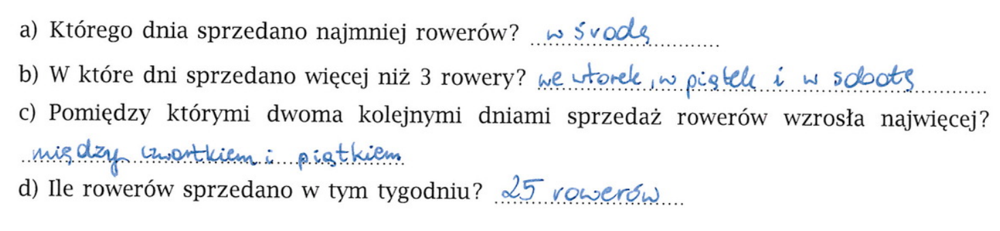 a) Którego dnia sprzedano najmniej rowerów? w środę
b) W które dni sprzedano więcej niż 3 rowery? we wtorek, w piątek i w sobotę
c) Pomiędzy którymi dwoma kolejnymi dniami sprzedaż rowerów wzrosła najwięcej?
między czwartkiem i piątkiem
d) Ile rowerów sprzedano w tym tygodniu? 25 rowerów